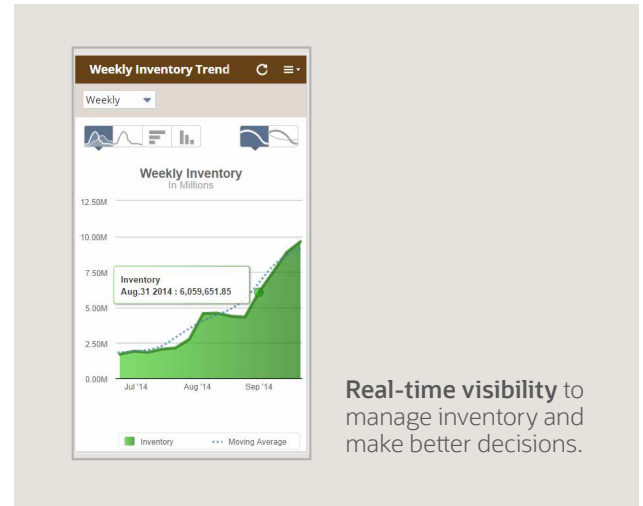 Weekly Inventory Trend
Weekly
Weekly Inventory
In Millions
12.50M
10.00M
7.50M
5.00M
2.50M
0.00M
Inventory
Aug.31 2014 : 6,059,651.85
Jul '14
Aug '14
Sep '14
Inventory
Moving Average
Real-time visibility to
manage inventory and
make better decisions.